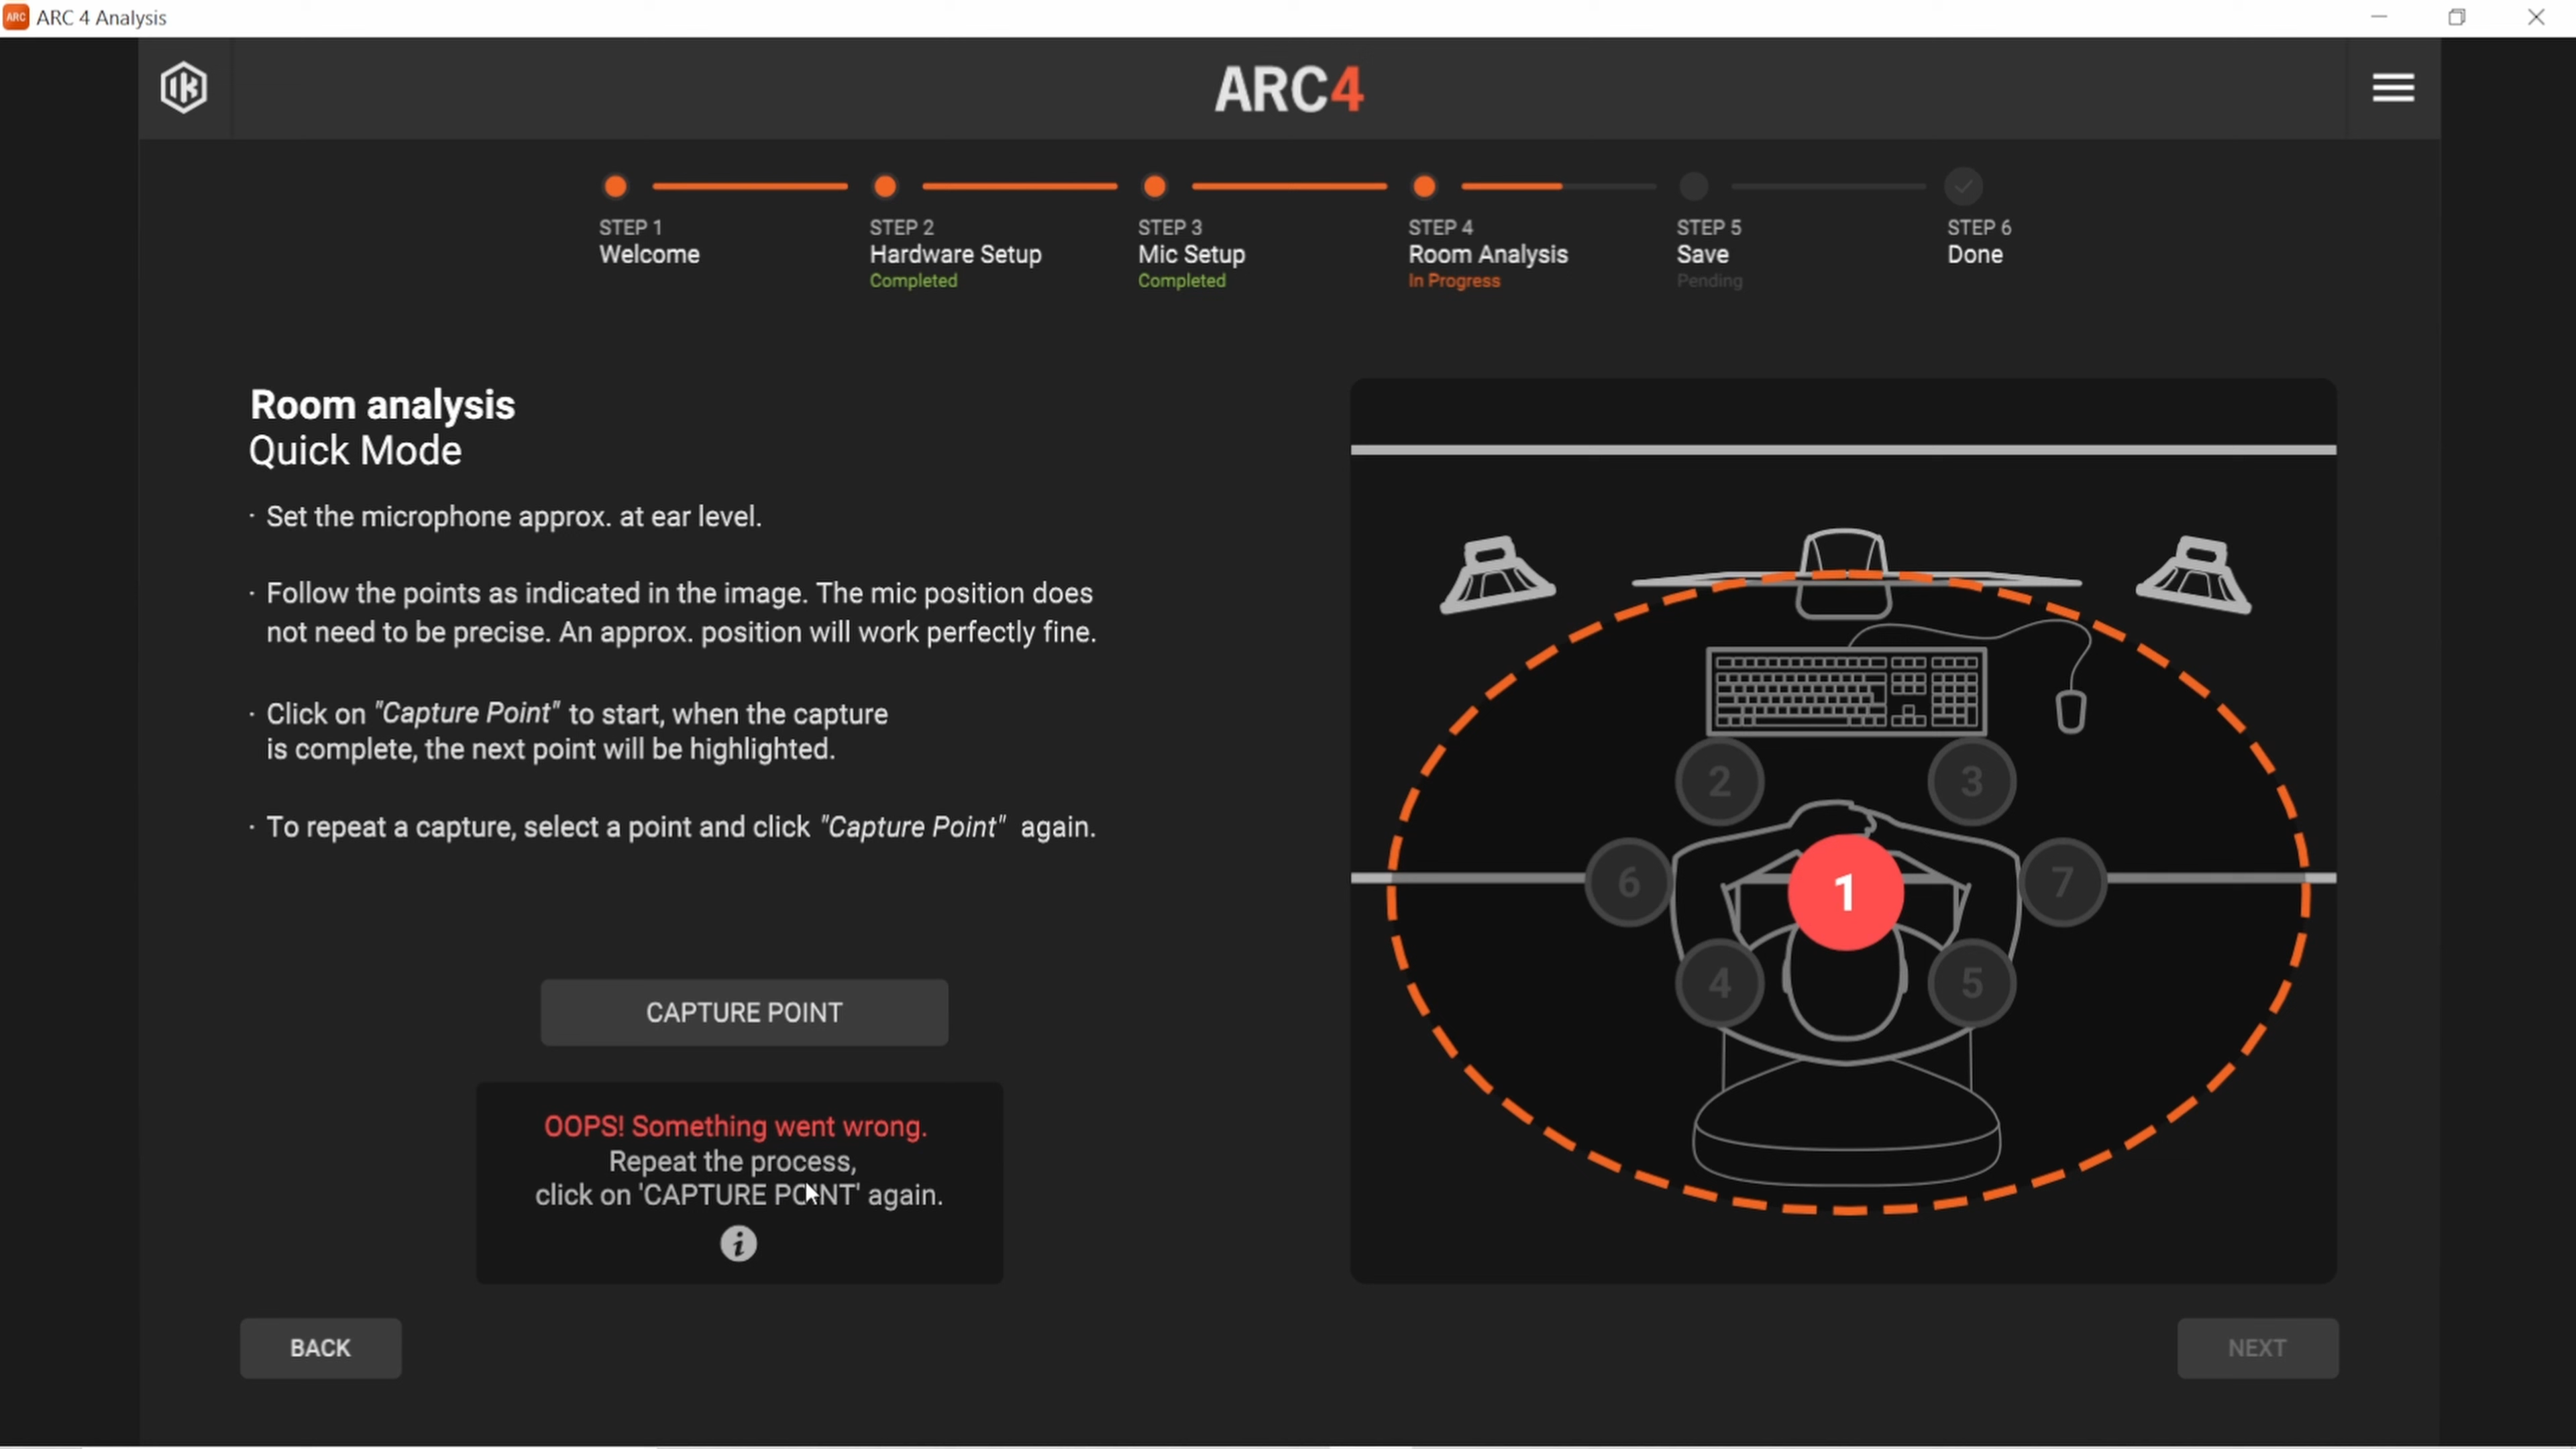 ARC ARC 4 Analysis
IK
ARC4
STEP 1
Welcome
STEP 2
Hardware Setup
Completed
STEP 3
Mic Setup
Completed
STEP 4
Room Analysis
In Progress
STEP 5
Save
Pending
STEP 6
Done
Room analysis
Quick Mode
· Set the microphone approx. at ear level.
· Follow the points as indicated in the image. The mic position does
not need to be precise. An approx. position will work perfectly fine.
· Click on "Capture Point" to start, when the capture
is complete, the next point will be highlighted.
· To repeat a capture, select a point and click "Capture Point" again.
CAPTURE POINT
OOPS! Something went wrong.
Repeat the process,
click on 'CAPTURE POINT' again.
i
2 3
6 1 7
4 5
BACK
NEXT